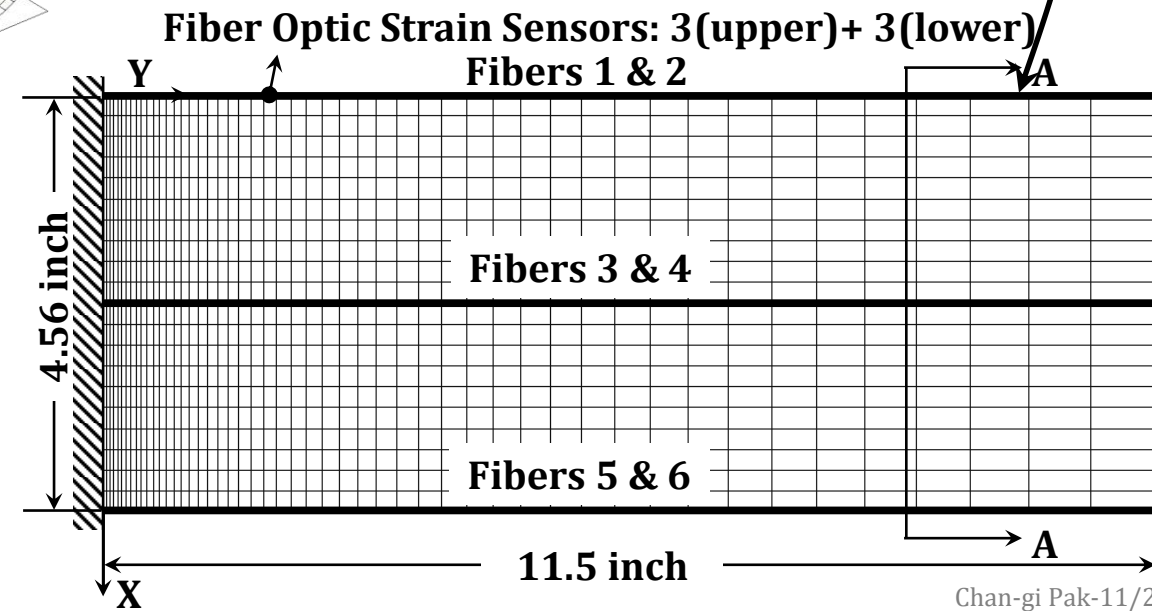 Fiber Optic Strain Sensors: 3(upper)+ 3(lower)
Y
Fibers 1 & 2
A
4.56 inch
Fibers 3 & 4
Fibers 5 & 6
A
11.5 inch
X
Chan-gi Pak-11/2